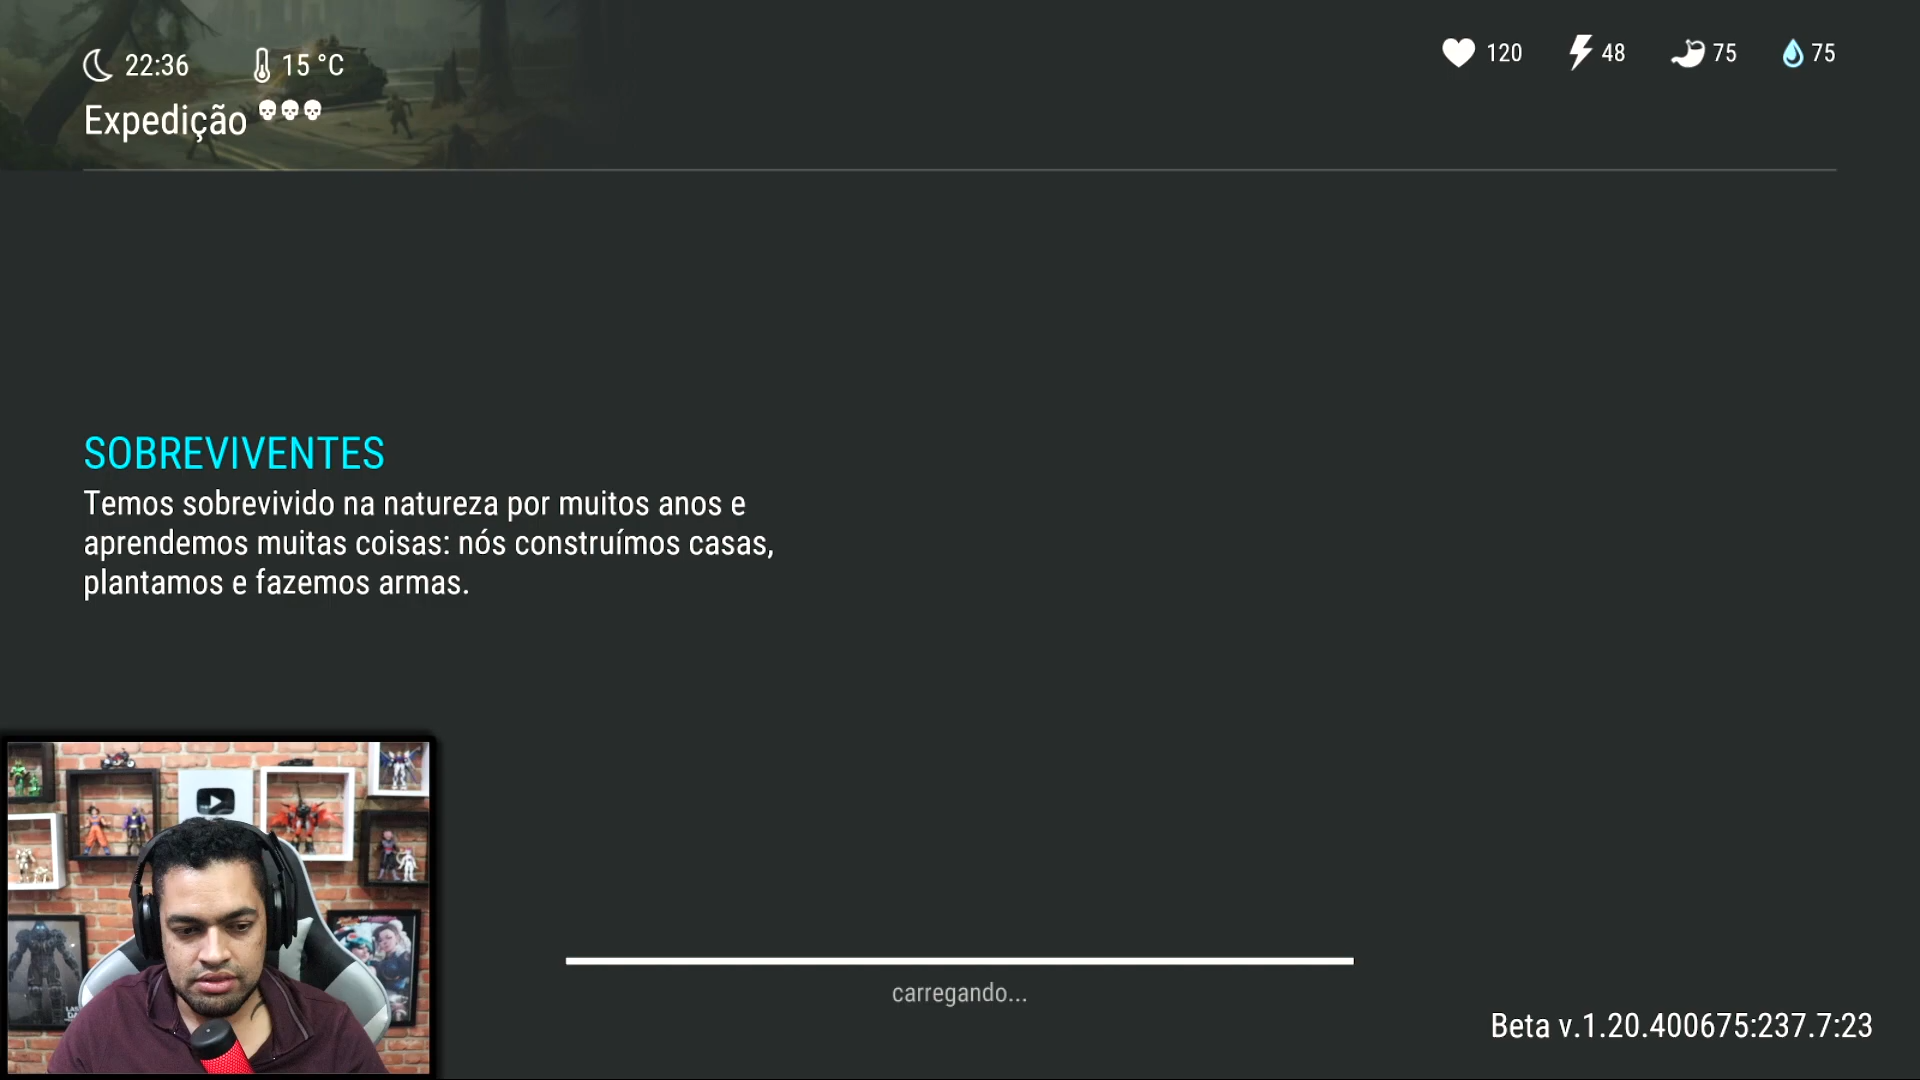 22:36
15 °C
120
48
75
75
Expedição
SOBREVIVENTES
Temos sobrevivido na natureza por muitos anos e
aprendemos muitas coisas: nós construímos casas,
plantamos e fazemos armas.
carregando...
Beta v.1.20.400675:237.7:23